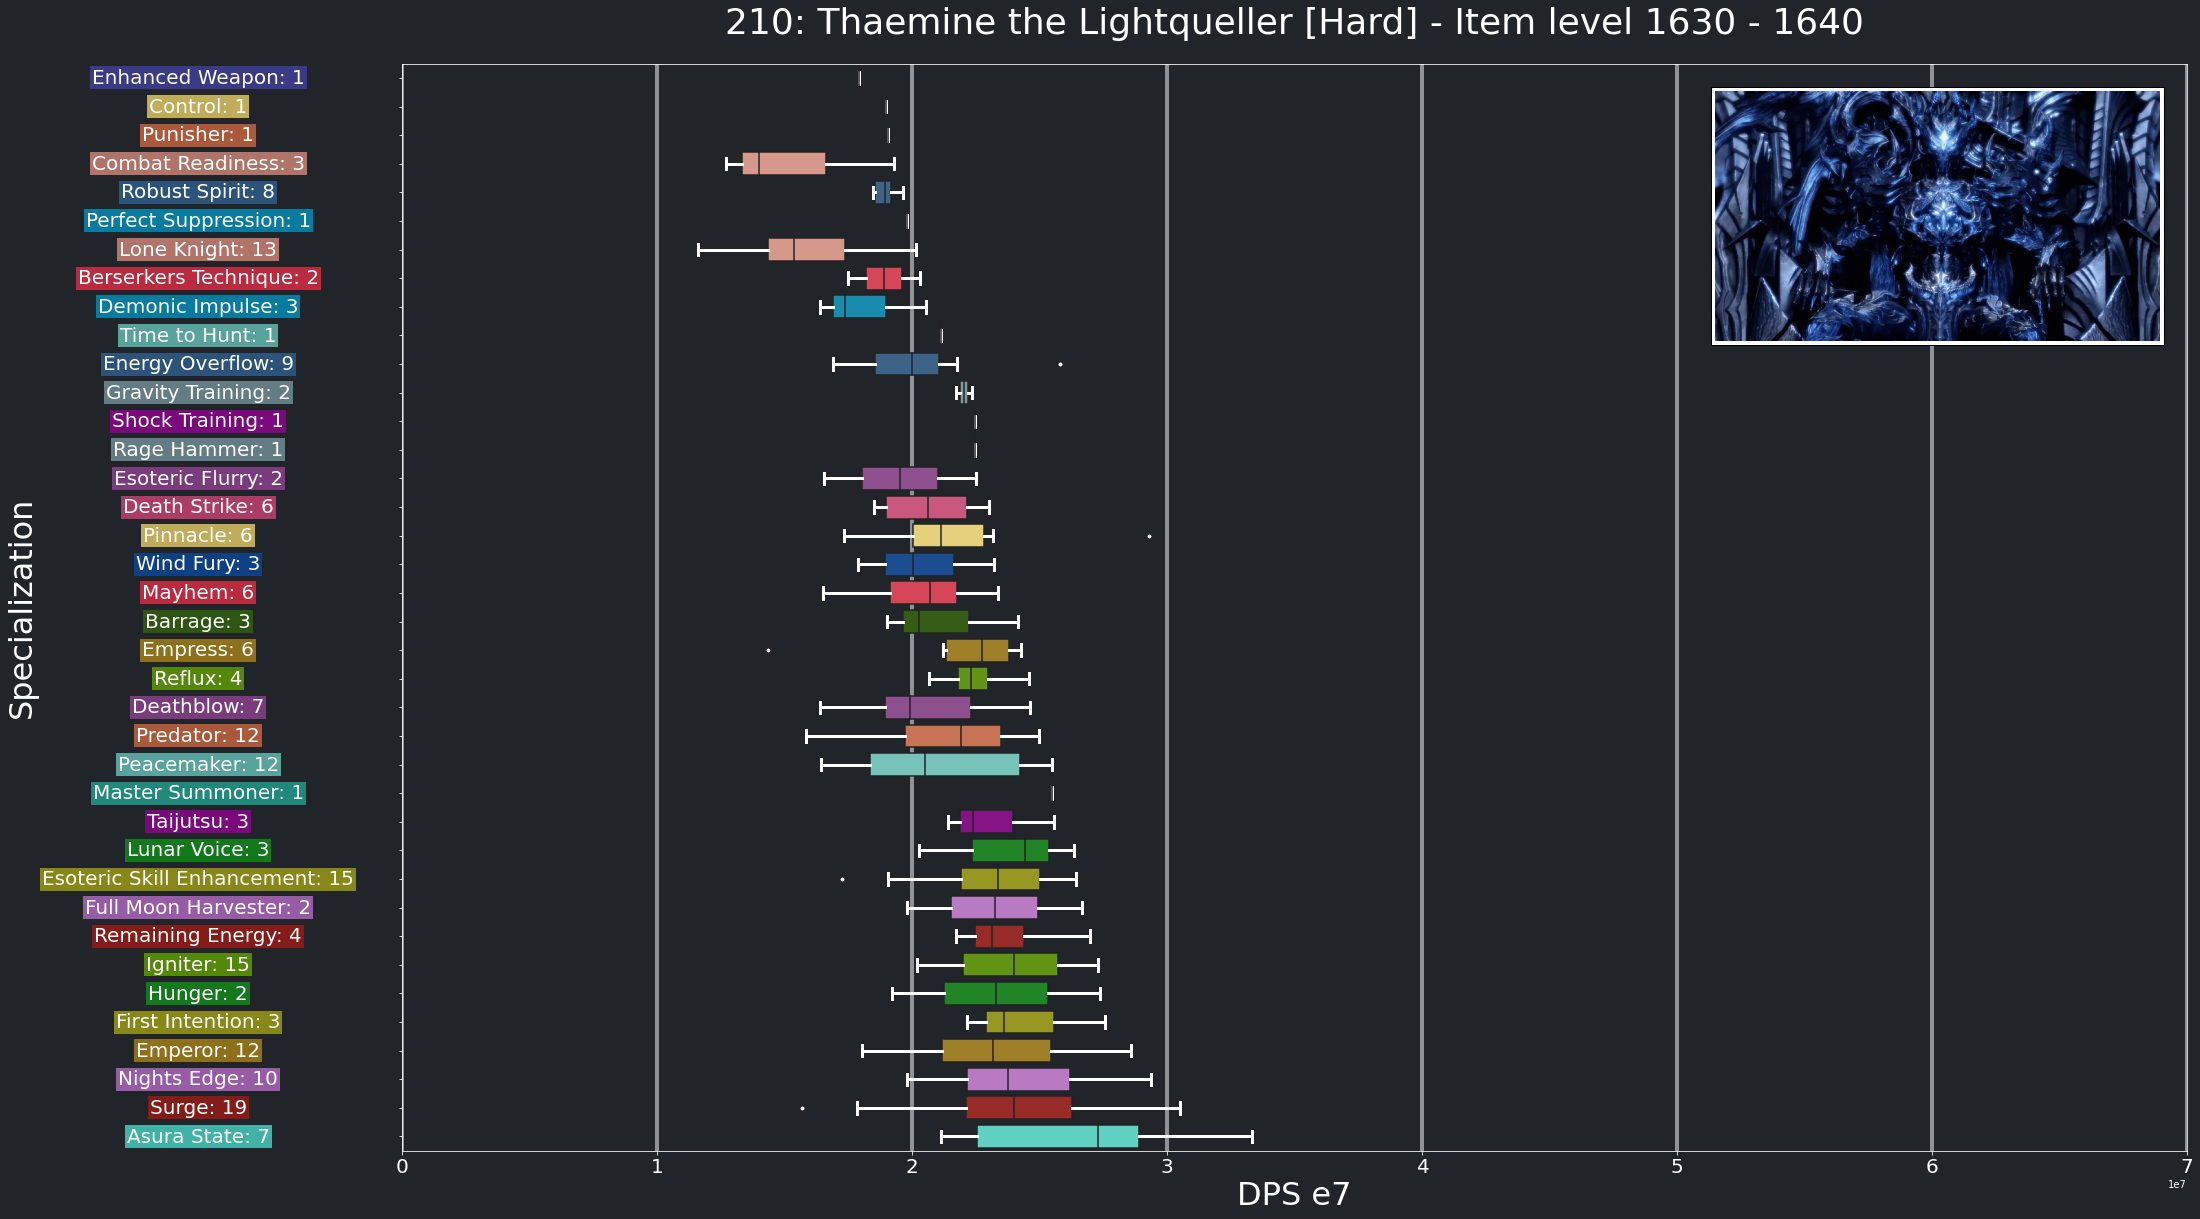 210: Thaemine the Lightqueller [Hard] - Item level 1630 - 1640
Enhanced Weapon: 1
Control: 1
Punisher: 1
Combat Readiness: 3
Robust Spirit: 8
Perfect Suppression: 1
Lone Knight: 13
Berserkers Technique: 2
Demonic Impulse: 3
Time to Hunt: 1
Energy Overflow: 9
Gravity Training: 2
Shock Training: 1
Rage Hammer: 1
Esoteric Flurry: 2
Death Strike: 6
Pinnacle: 6
Wind Fury: 3
Mayhem: 6
Barrage: 3
Empress: 6
Reflux: 4
Deathblow: 7
Predator: 12
Peacemaker: 12
Master Summoner: 1
Taijutsu: 3
Lunar Voice: 3
Esoteric Skill Enhancement: 15
Full Moon Harvester: 2
Remaining Energy: 4
Igniter: 15
Hunger: 2
First Intention: 3
Emperor: 12
Nights Edge: 10
Surge: 19
Asura State: 7
Specialization
0 1 2 3 4 5 6 7
1e7
DPS e7